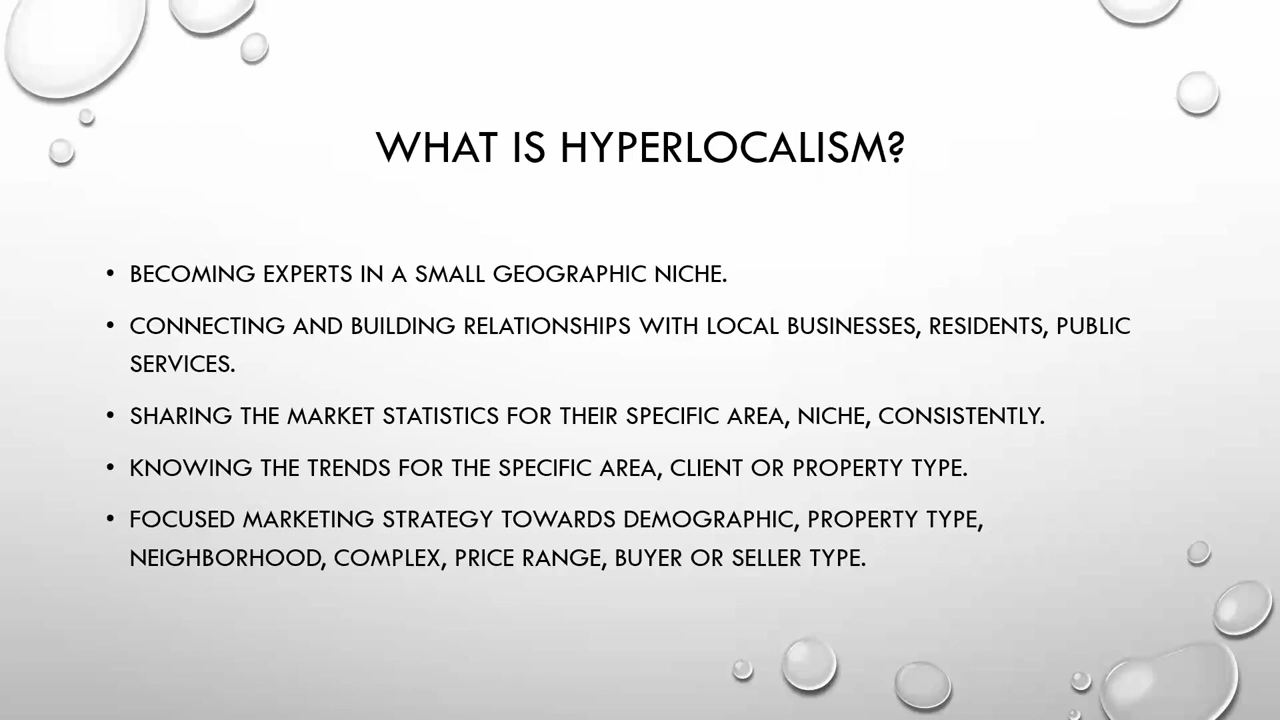 WHAT IS HYPERLOCALISM?
• BECOMING EXPERTS IN A SMALL GEOGRAPHIC NICHE.
• CONNECTING AND BUILDING RELATIONSHIPS WITH LOCAL BUSINESSES, RESIDENTS, PUBLIC
SERVICES.
• SHARING THE MARKET STATISTICS FOR THEIR SPECIFIC AREA, NICHE, CONSISTENTLY.
• KNOWING THE TRENDS FOR THE SPECIFIC AREA, CLIENT OR PROPERTY TYPE.
• FOCUSED MARKETING STRATEGY TOWARDS DEMOGRAPHIC, PROPERTY TYPE,
NEIGHBORHOOD, COMPLEX, PRICE RANGE, BUYER OR SELLER TYPE.